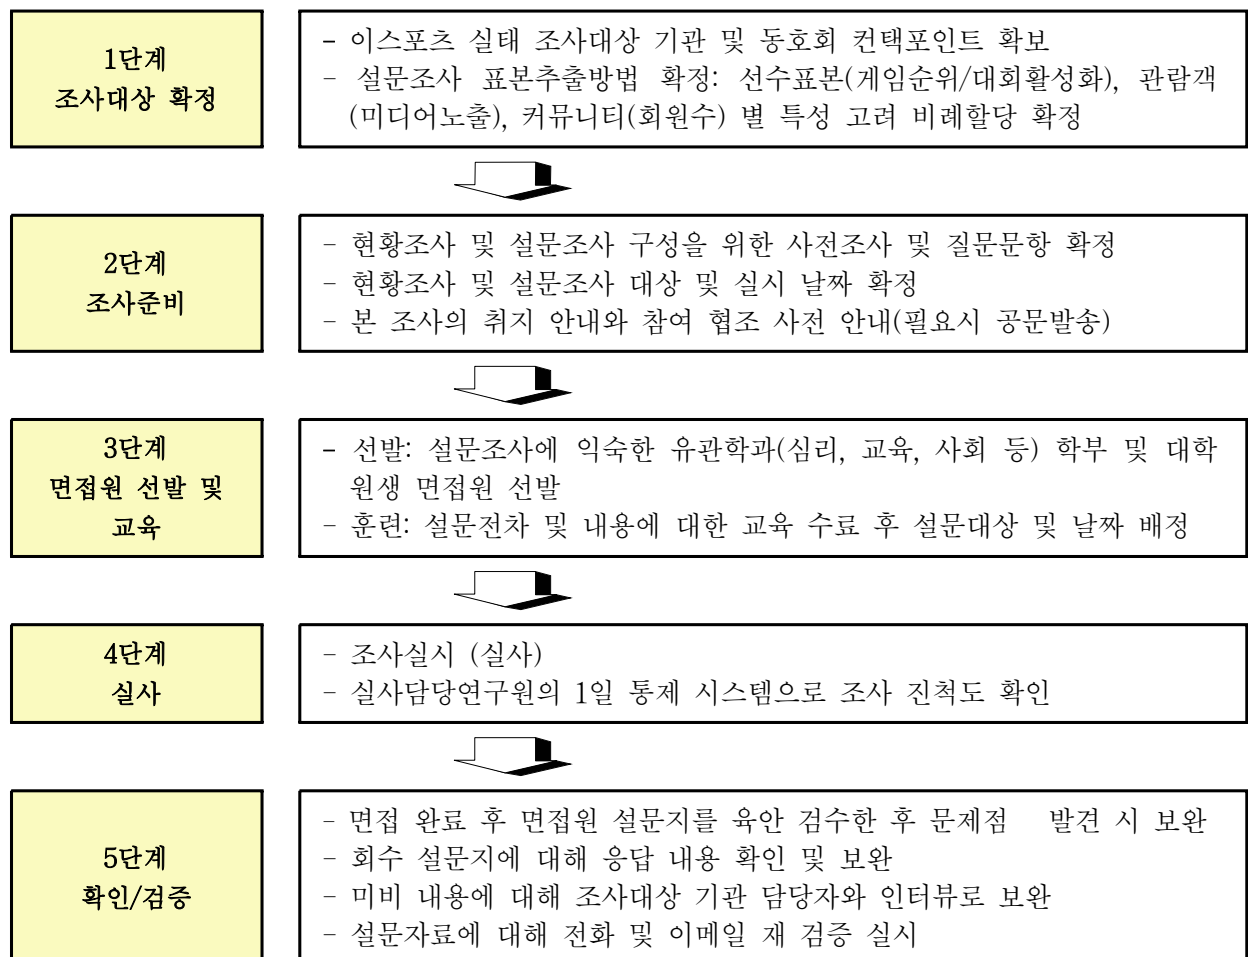 1단계
조사대상 확정
- 이스포츠 실태 조사대상 기관 및 동호회 컨택포인트 확보
- 설문조사 표본추출방법 확정: 선수표본(게임순위/대회활성화), 관람객
(미디어노출), 커뮤니티(회원수) 별 특성 고려 비례할당 확정
2단계
조사준비
- 현황조사 및 설문조사 구성을 위한 사전조사 및 질문문항 확정
- 현황조사 및 설문조사 대상 및 실시 날짜 확정
- 본 조사의 취지 안내와 참여 협조 사전 안내(필요시 공문발송)
3단계
면접원 선발 및
교육
- 선발: 설문조사에 익숙한 유관학과(심리, 교육, 사회 등) 학부 및 대학
원생 면접원 선발
- 훈련: 설문전차 및 내용에 대한 교육 수료 후 설문대상 및 날짜 배정
4단계
실사
- 조사실시 (실사)
- 실사담당연구원의 1일 통제 시스템으로 조사 진척도 확인
5단계
확인/검증
- 면접 완료 후 면접원 설문지를 육안 검수한 후 문제점 발견 시 보완
- 회수 설문지에 대해 응답 내용 확인 및 보완
- 미비 내용에 대해 조사대상 기관 담당자와 인터뷰로 보완
- 설문자료에 대해 전화 및 이메일 재 검증 실시